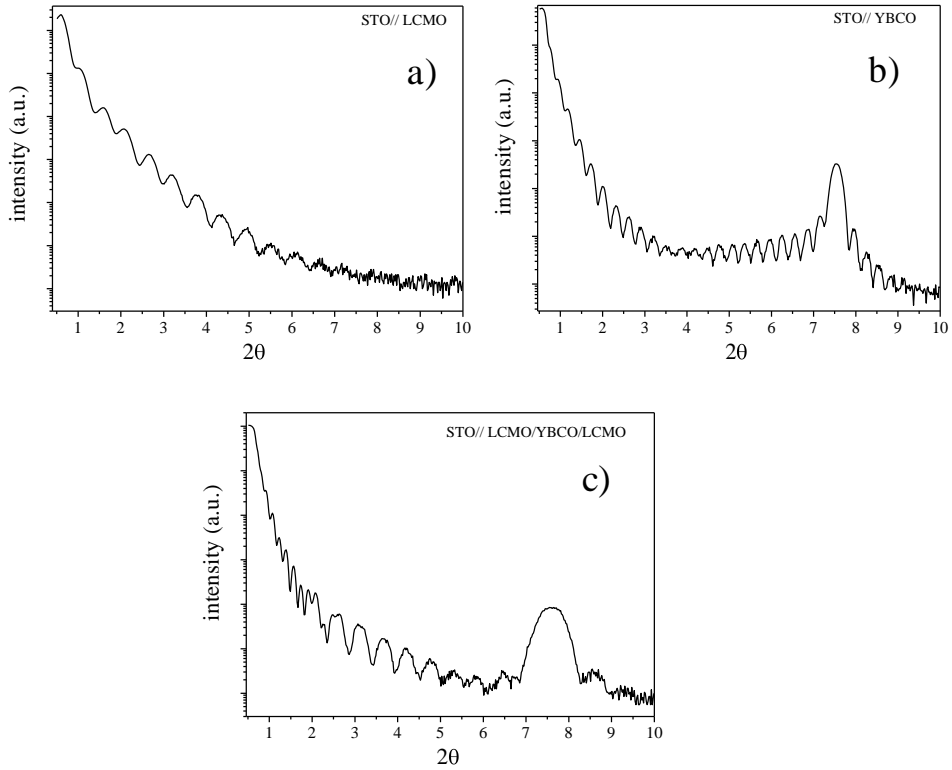 STO// LCMO
a)
intensity (a.u.)
1 2 3 4 5 6 7 8 9 10
2θ
STO// YBCO
b)
intensity (a.u.)
1 2 3 4 5 6 7 8 9 10
2θ
STO// LCMO/YBCO/LCMO
c)
intensity (a.u.)
1 2 3 4 5 6 7 8 9 10
2θ